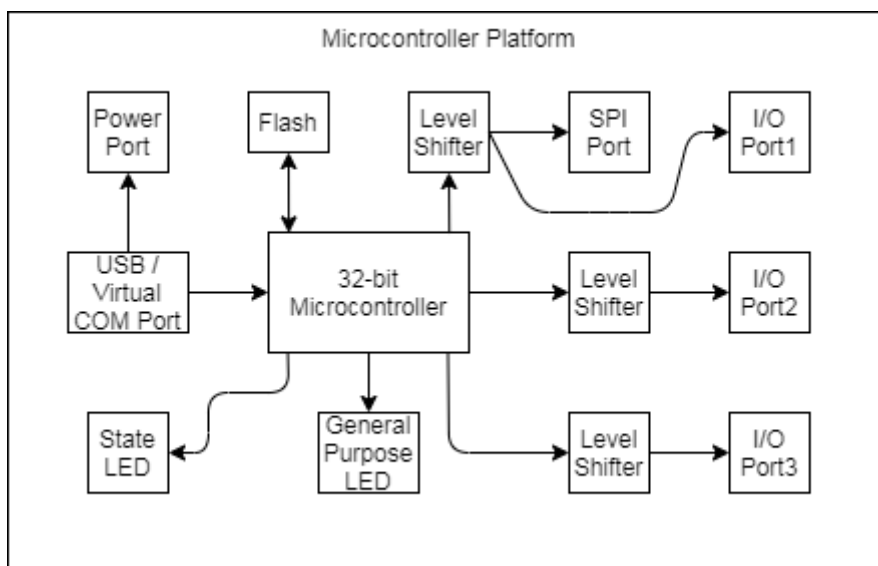 Microcontroller Platform
Power
Port
Flash
Level
Shifter
SPI
Port
I/O
Port1
USB /
Virtual
COM Port
32-bit
Microcontroller
Level
Shifter
I/O
Port2
State
LED
General
Purpose
LED
Level
Shifter
I/O
Port3